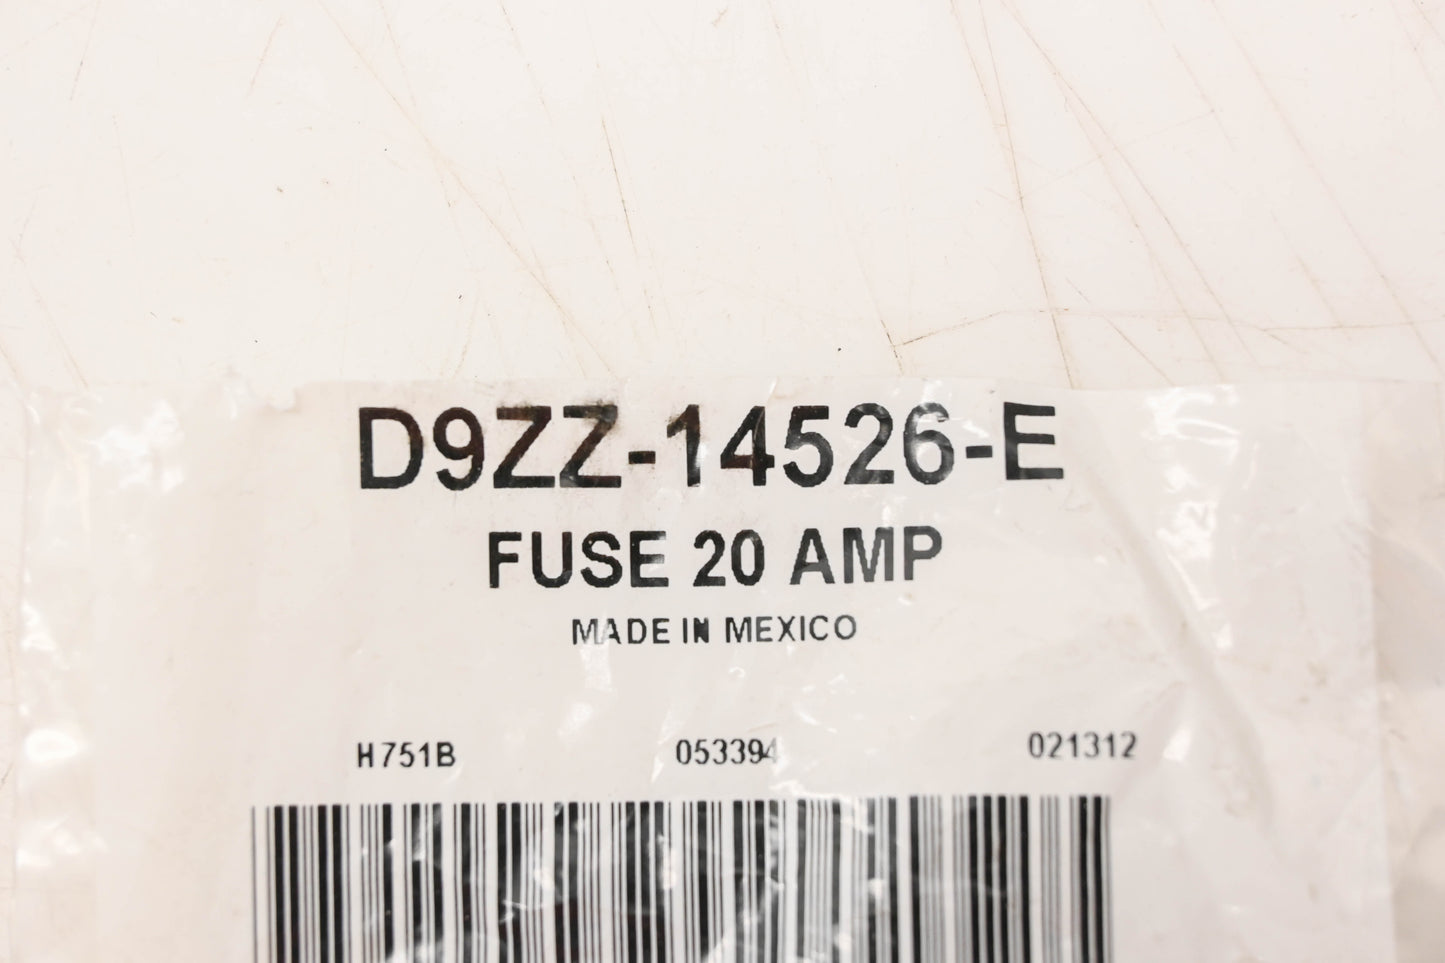 D9ZZ-14526-E
FUSE 20 AMP
MADE IN MEXICO
H751B 053394 021312